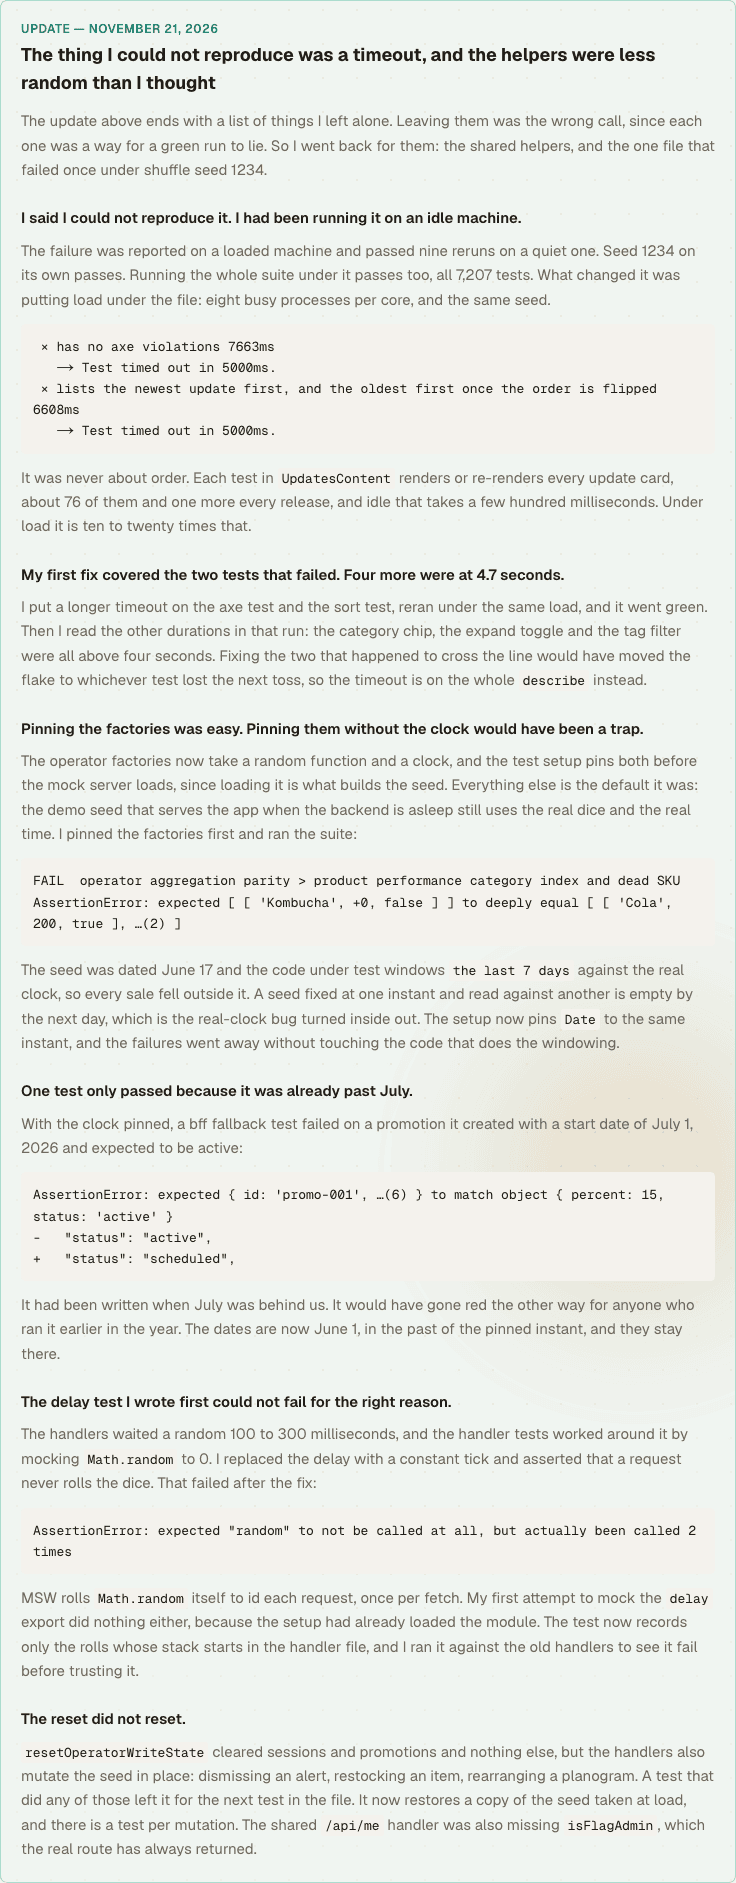 UPDATE — NOVEMBER 21, 2026
The thing I could not reproduce was a timeout, and the helpers were less
random than I thought
The update above ends with a list of things I left alone. Leaving them was the wrong call, since each
one was a way for a green run to lie. So I went back for them: the shared helpers, and the one file that
failed once under shuffle seed 1234.
I said I could not reproduce it. I had been running it on an idle machine.
The failure was reported on a loaded machine and passed nine reruns on a quiet one. Seed 1234 on
its own passes. Running the whole suite under it passes too, all 7,207 tests. What changed it was
putting load under the file: eight busy processes per core, and the same seed.
× has no axe violations 7663ms
→ Test timed out in 5000ms.
× lists the newest update first, and the oldest first once the order is flipped
6608ms
→ Test timed out in 5000ms.
It was never about order. Each test in UpdatesContent renders or re-renders every update card,
about 76 of them and one more every release, and idle that takes a few hundred milliseconds. Under
load it is ten to twenty times that.
My first fix covered the two tests that failed. Four more were at 4.7 seconds.
I put a longer timeout on the axe test and the sort test, reran under the same load, and it went green.
Then I read the other durations in that run: the category chip, the expand toggle and the tag filter
were all above four seconds. Fixing the two that happened to cross the line would have moved the
flake to whichever test lost the next toss, so the timeout is on the whole describe instead.
Pinning the factories was easy. Pinning them without the clock would have been a trap.
The operator factories now take a random function and a clock, and the test setup pins both before
the mock server loads, since loading it is what builds the seed. Everything else is the default it was:
the demo seed that serves the app when the backend is asleep still uses the real dice and the real
time. I pinned the factories first and ran the suite:
FAIL  operator aggregation parity > product performance category index and dead SKU
AssertionError: expected [ [ 'Kombucha', +0, false ] ] to deeply equal [ [ 'Cola',
200, true ], …(2) ]
The seed was dated June 17 and the code under test windows the last 7 days against the real
clock, so every sale fell outside it. A seed fixed at one instant and read against another is empty by
the next day, which is the real-clock bug turned inside out. The setup now pins Date to the same
instant, and the failures went away without touching the code that does the windowing.
One test only passed because it was already past July.
With the clock pinned, a bff fallback test failed on a promotion it created with a start date of July 1,
2026 and expected to be active:
AssertionError: expected { id: 'promo-001', …(6) } to match object { percent: 15,
status: 'active' }
-   "status": "active",
+   "status": "scheduled",
It had been written when July was behind us. It would have gone red the other way for anyone who
ran it earlier in the year. The dates are now June 1, in the past of the pinned instant, and they stay
there.
The delay test I wrote first could not fail for the right reason.
The handlers waited a random 100 to 300 milliseconds, and the handler tests worked around it by
mocking Math.random to 0. I replaced the delay with a constant tick and asserted that a request
never rolls the dice. That failed after the fix:
AssertionError: expected "random" to not be called at all, but actually been called 2
times
MSW rolls Math.random itself to id each request, once per fetch. My first attempt to mock the delay
export did nothing either, because the setup had already loaded the module. The test now records
only the rolls whose stack starts in the handler file, and I ran it against the old handlers to see it fail
before trusting it.
The reset did not reset.
resetOperatorWriteState cleared sessions and promotions and nothing else, but the handlers also
mutate the seed in place: dismissing an alert, restocking an item, rearranging a planogram. A test that
did any of those left it for the next test in the file. It now restores a copy of the seed taken at load,
and there is a test per mutation. The shared /api/me handler was also missing isFlagAdmin, which
the real route has always returned.